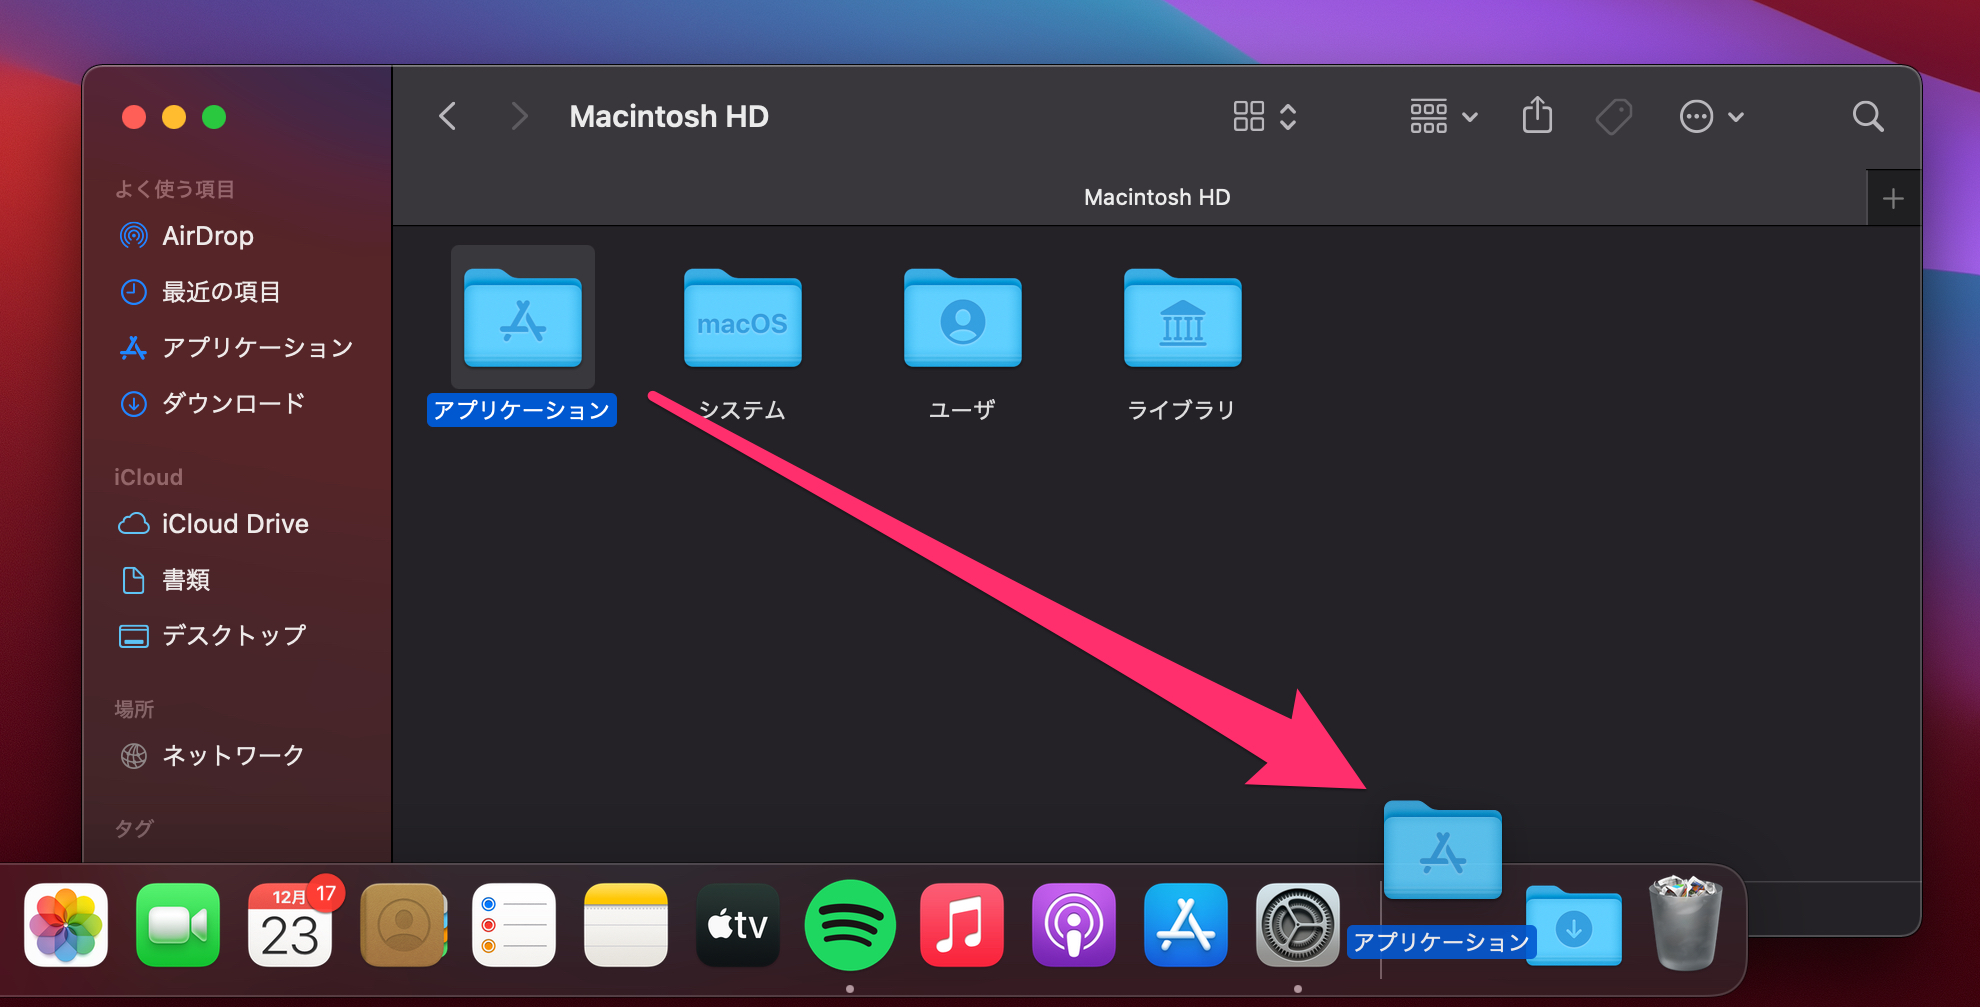 Macintosh HD
Macintosh HD
よく使う項目
AirDrop
最近の項目
アプリケーション
ダウンロード
iCloud
iCloud Drive
書類
デスクトップ
場所
ネットワーク
タグ
macOS
アプリケーション
システム
ユーザ
ライブラリ
12月
17
23
tv
アプリケーション